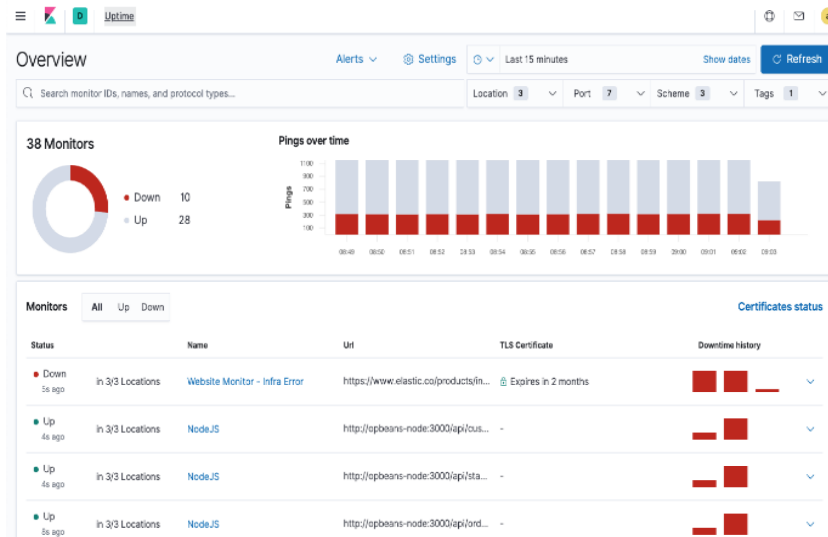 D Uptime
Overview Alerts Settings Last 15 minutes Show dates Refresh
Search monitor IDs, names, and protocol types... Location 3 Port 7 Scheme 3 Tags 1
38 Monitors
Down 10
Up 28
Pings over time
Pings
1100
900
700
500
300
100
08:49 08:50 08:51 08:52 08:53 08:54 08:55 08:56 08:57 08:58 08:59 09:00 09:01 09:02 09:03
Monitors All Up Down Certificates status
Status Name Url TLS Certificate Downtime history
Down in 3/3 Locations Website Monitor - Infra Error https://www.elastic.co/products/in... Expires in 2 months
5s ago
Up in 3/3 Locations NodeJS http://opbeans-node:3000/api/cus... -
4s ago
Up in 3/3 Locations NodeJS http://opbeans-node:3000/api/sta... -
4s ago
Up in 3/3 Locations NodeJS http://opbeans-node:3000/api/ord... -
5s ago